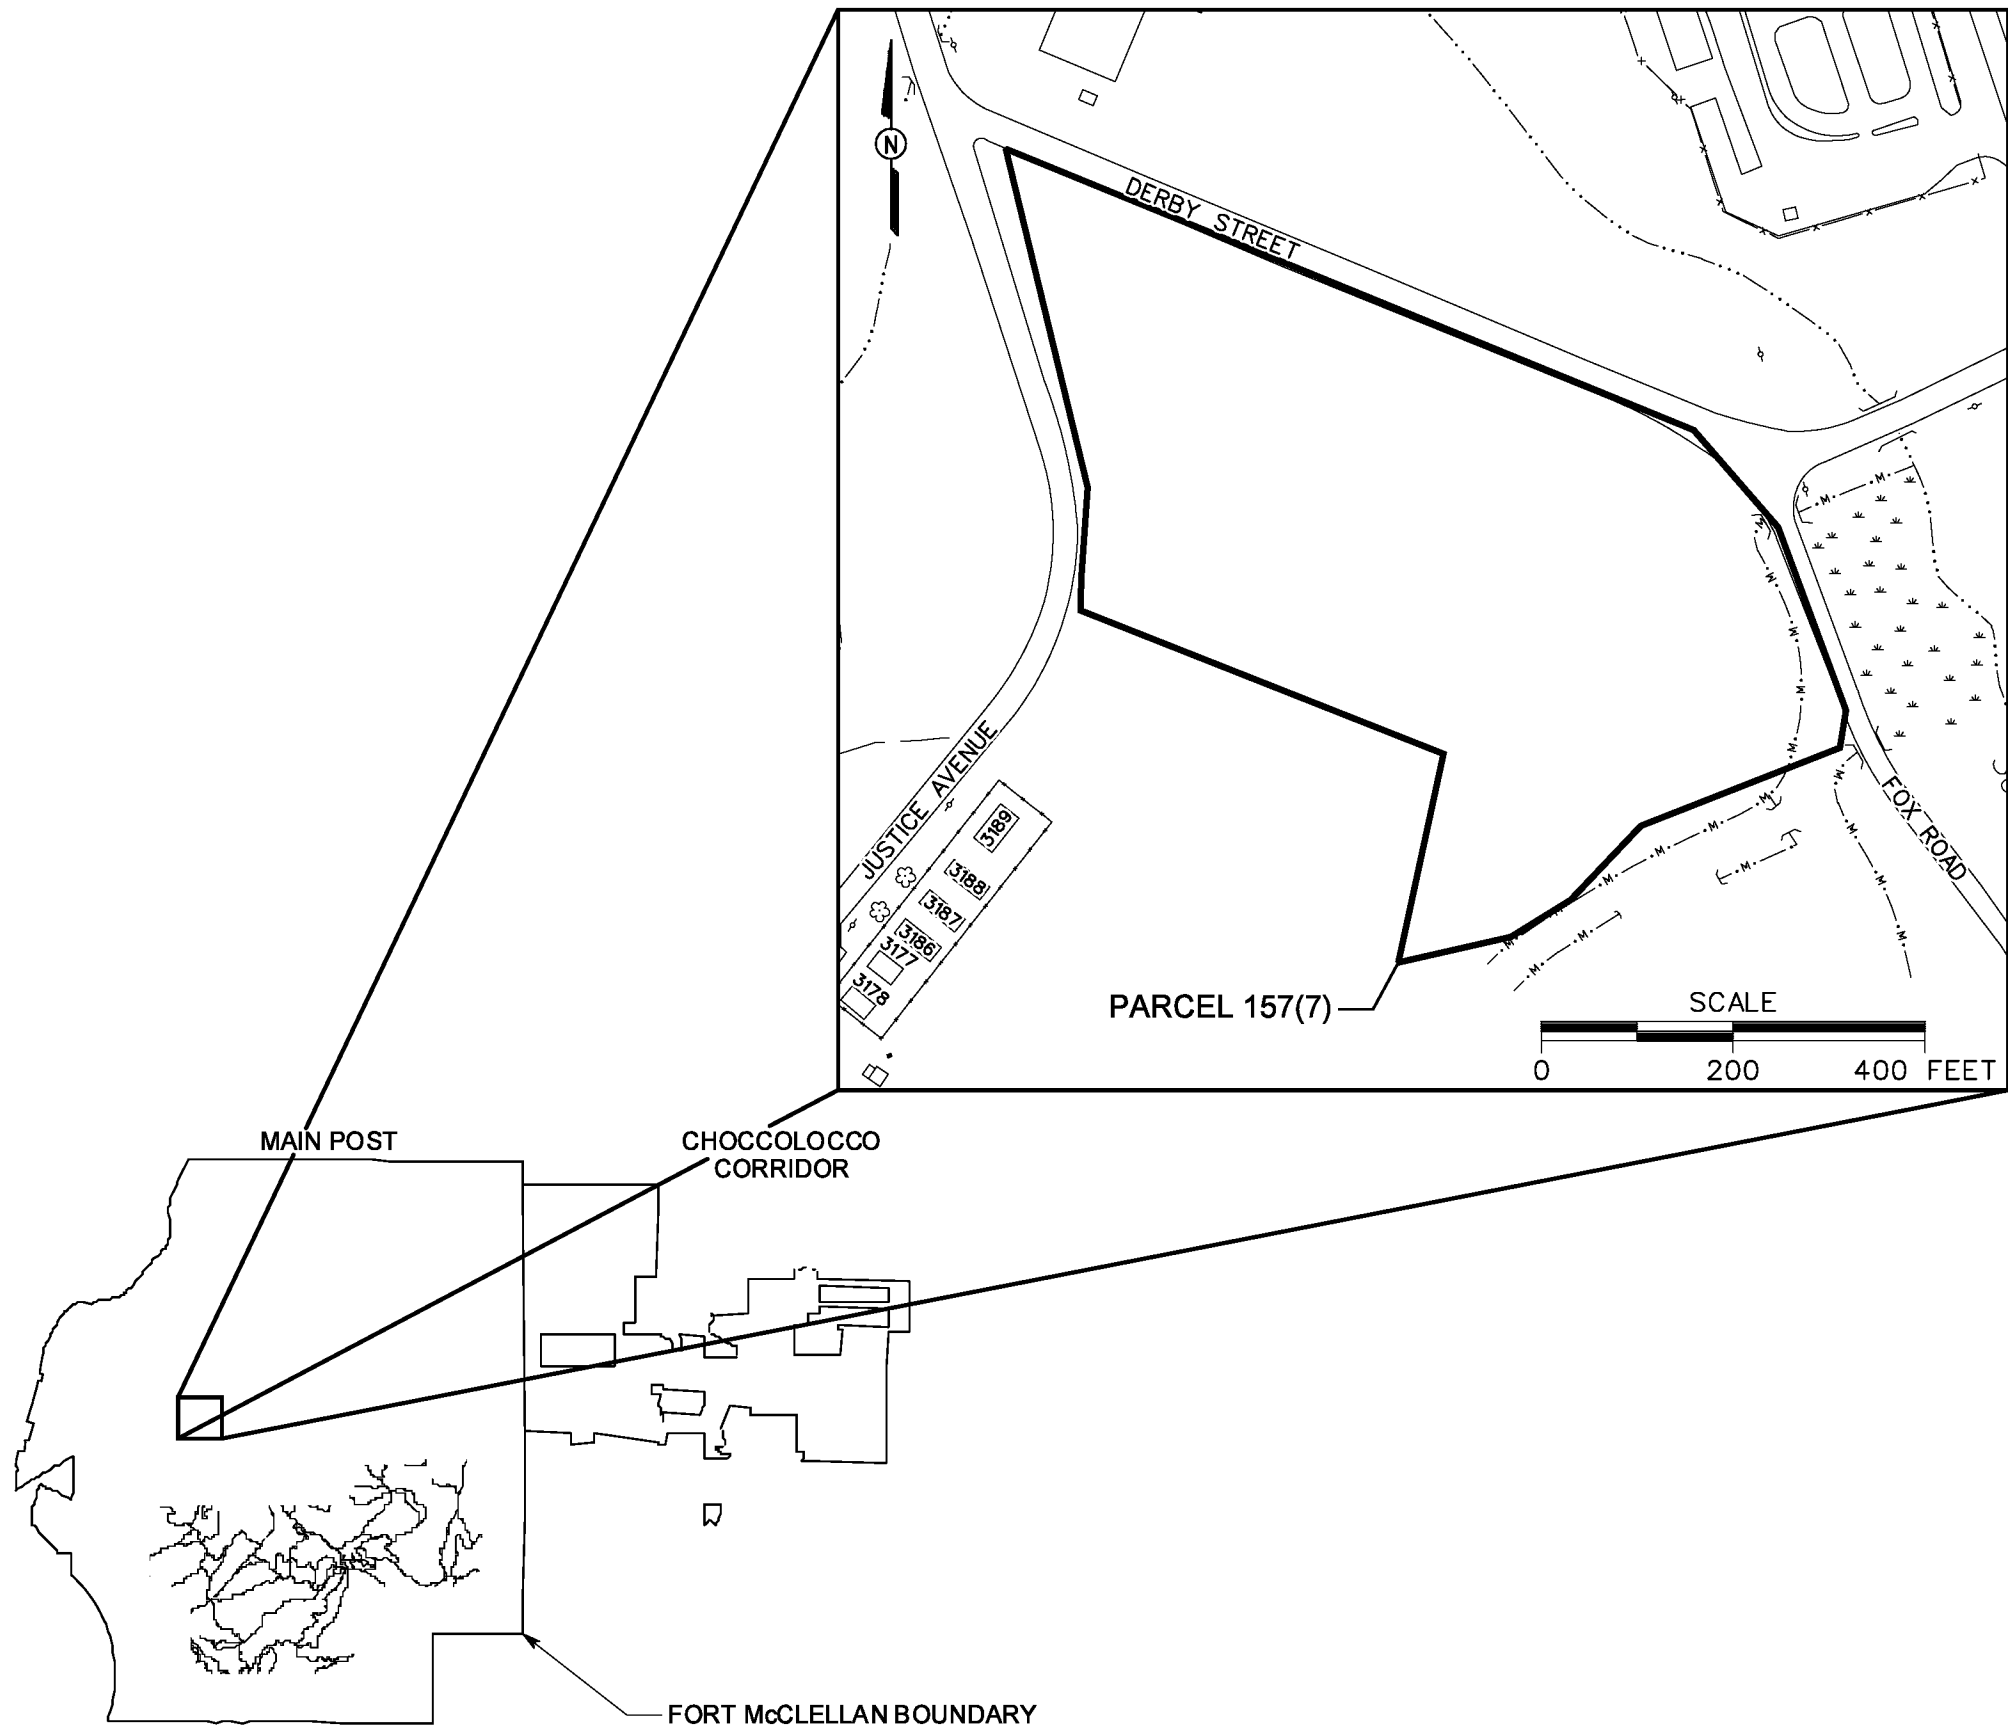 N
DERBY STREET
JUSTICE AVENUE
FOX ROAD
3189
3188
3187
3186
3177
3178
PARCEL 157(7)
SCALE
0 200 400 FEET
MAIN POST
CHOCCOLOCCO
CORRIDOR
FORT McCLELLAN BOUNDARY